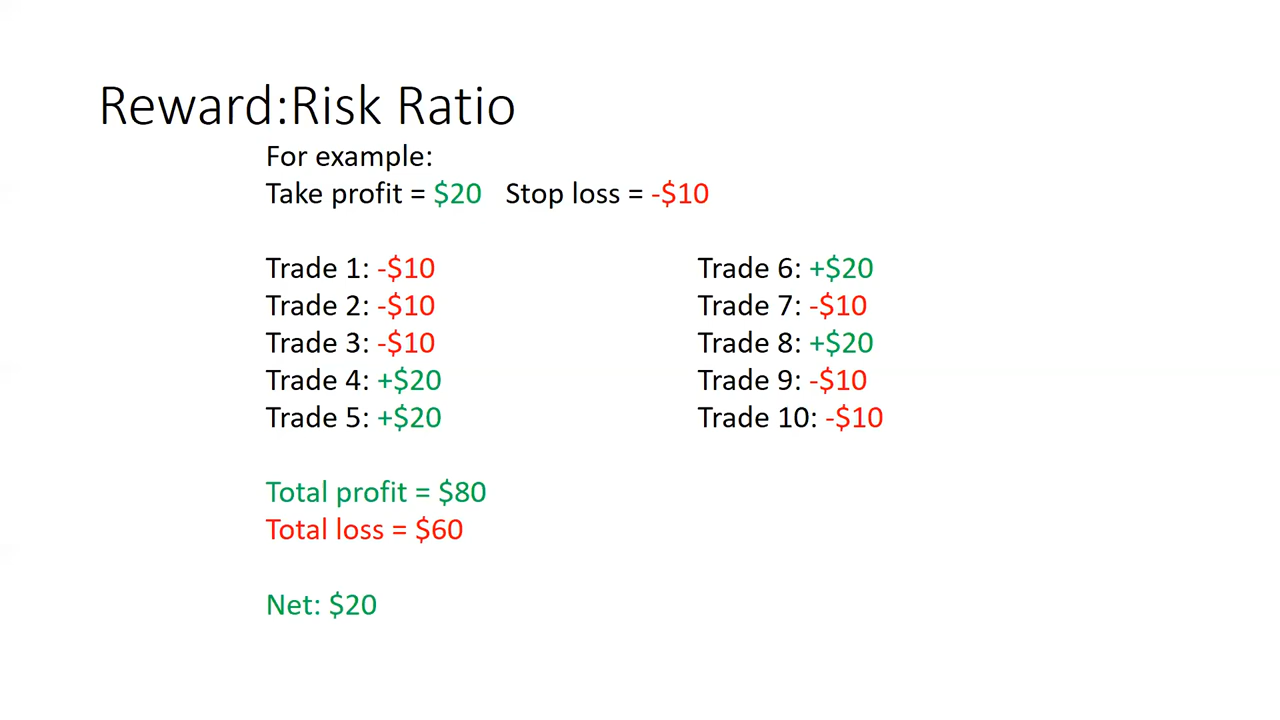 Reward:Risk Ratio
For example:
Take profit = $20 Stop loss = -$10
Trade 1: -$10
Trade 2: -$10
Trade 3: -$10
Trade 4: +$20
Trade 5: +$20
Trade 6: +$20
Trade 7: -$10
Trade 8: +$20
Trade 9: -$10
Trade 10: -$10
Total profit = $80
Total loss = $60
Net: $20